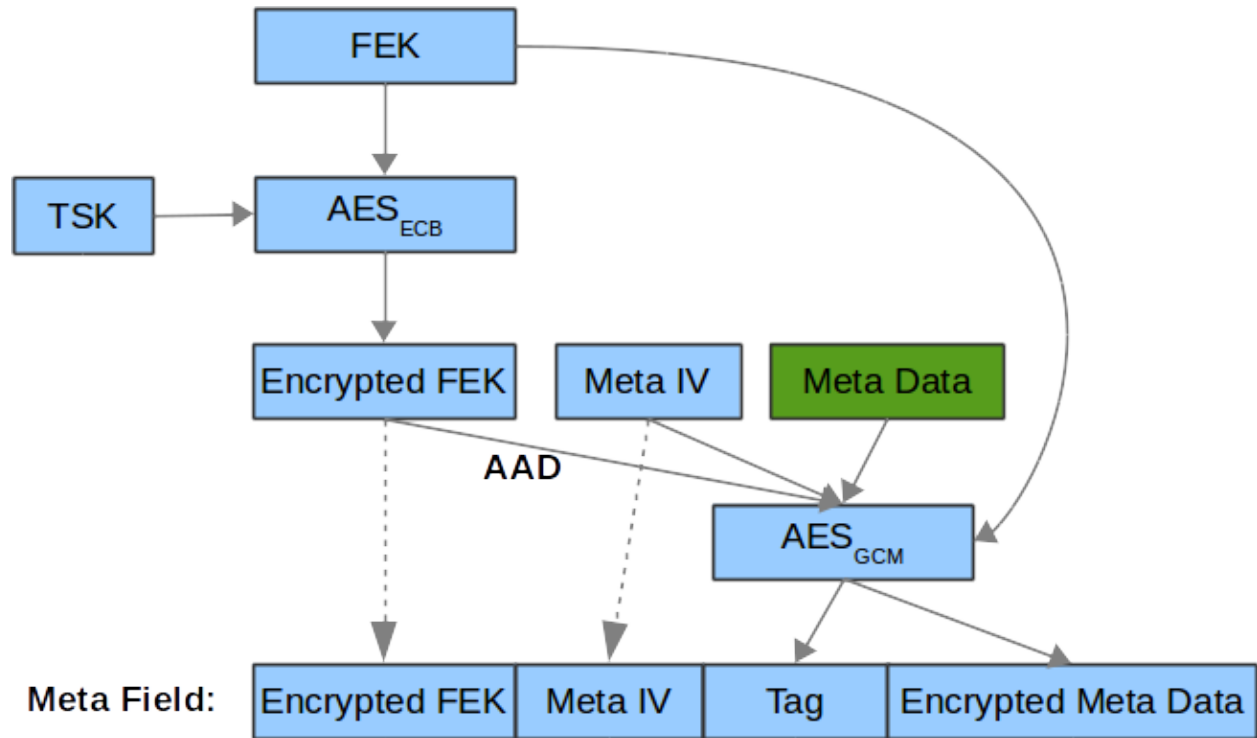 FEK
TSK
AES ECB
Encrypted FEK
Meta IV
Meta Data
AAD
AES GCM
Meta Field:
Encrypted FEK
Meta IV
Tag
Encrypted Meta Data